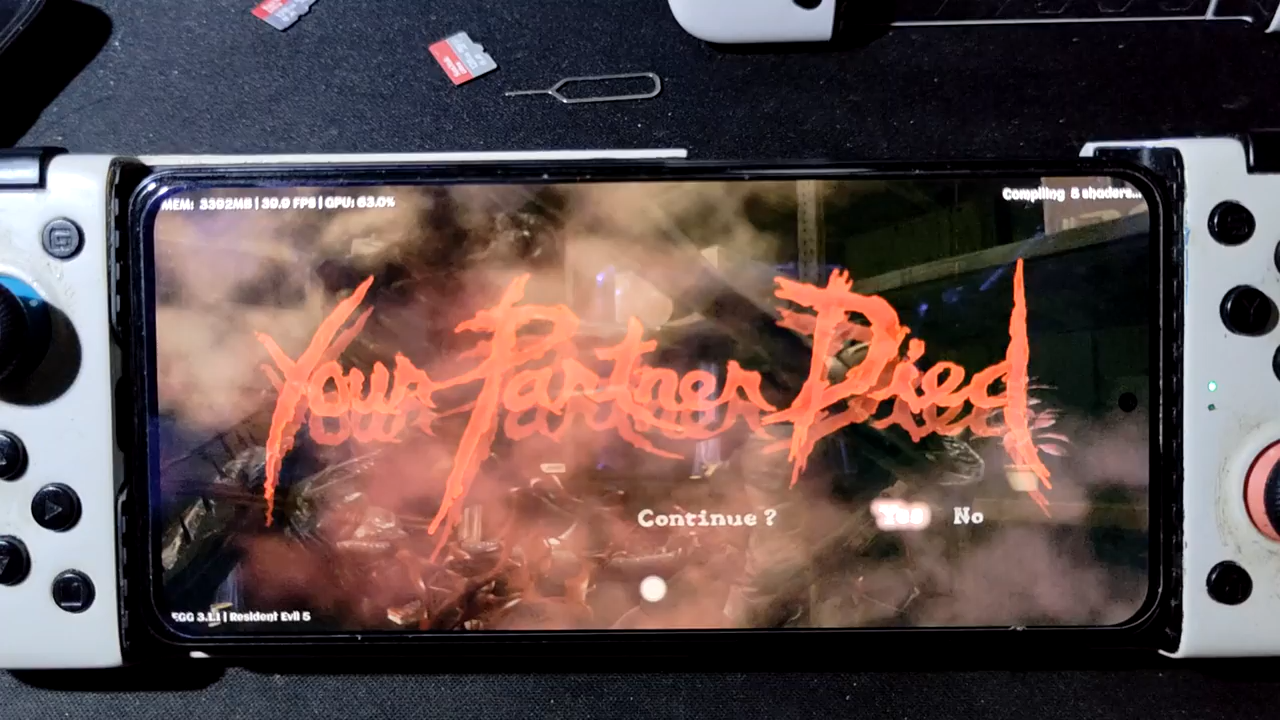 MEM: 3392MB | 30.0 FPS | GPU: 63.0%
Compiling 5 shaders...
Your Partner Died
Continue ? Yes No
EGG 3.1.1 | Resident Evil 5